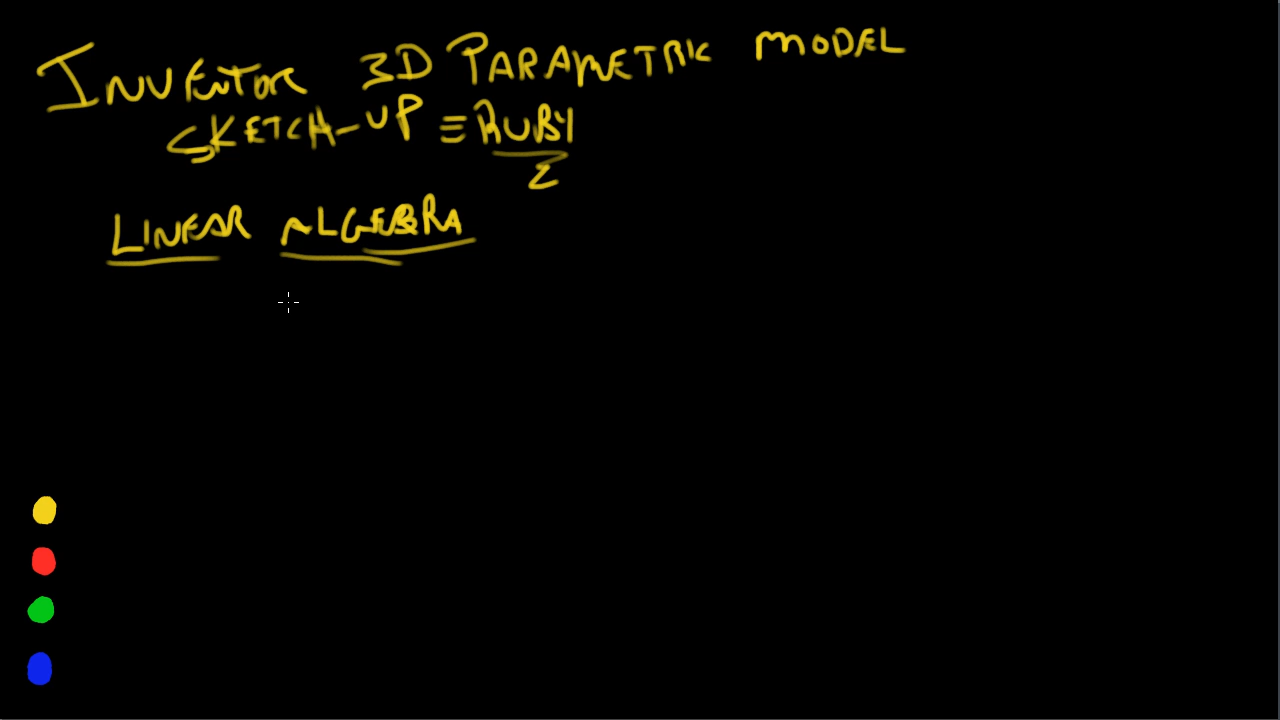 INVENTOR 3D PARAMETRIC MODEL
SKETCH-UP ≡ RUBY
2
LINEAR ALGEBRA